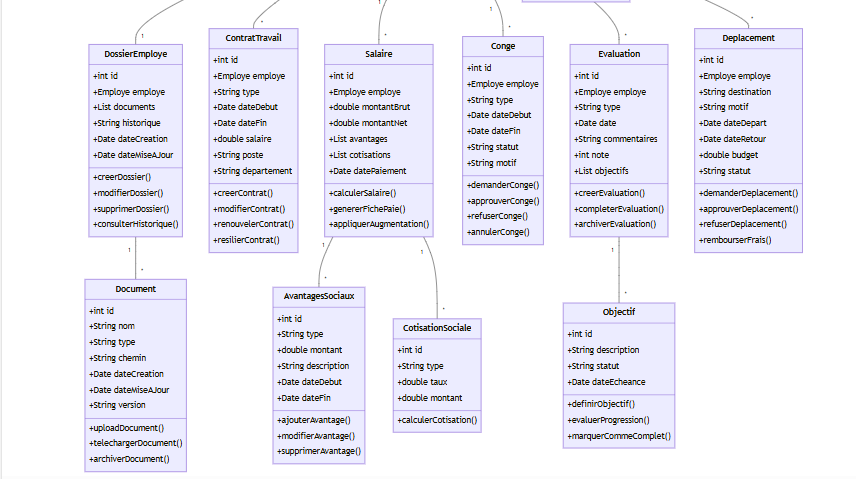 1
*
1
*
*
*
*
DossierEmploye
+int id
+Employe employe
+List documents
+String historique
+Date dateCreation
+Date dateMiseAJour
+creerDossier()
+modifierDossier()
+supprimerDossier()
+consulterHistorique()
ContratTravail
+int id
+Employe employe
+String type
+Date dateDebut
+Date dateFin
+double salaire
+String poste
+String departement
+creerContrat()
+modifierContrat()
+renouvelerContrat()
+resilierContrat()
Salaire
+int id
+Employe employe
+double montantBrut
+double montantNet
+List avantages
+List cotisations
+Date datePaiement
+calculerSalaire()
+genererFichePaie()
+appliquerAugmentation()
Conge
+int id
+Employe employe
+String type
+Date dateDebut
+Date dateFin
+String statut
+String motif
+demanderConge()
+approuverConge()
+refuserConge()
+annulerConge()
Evaluation
+int id
+Employe employe
+String type
+Date date
+String commentaires
+int note
+List objectifs
+creerEvaluation()
+completerEvaluation()
+archiverEvaluation()
Deplacement
+int id
+Employe employe
+String destination
+String motif
+Date dateDepart
+Date dateRetour
+double budget
+String statut
+demanderDeplacement()
+approuverDeplacement()
+refuserDeplacement()
+rembourserFrais()
1
*
1
*
1
*
1
*
Document
+int id
+String nom
+String type
+String chemin
+Date dateCreation
+Date dateMiseAJour
+String version
+uploadDocument()
+telechargerDocument()
+archiverDocument()
AvantagesSociaux
+int id
+String type
+double montant
+String description
+Date dateDebut
+Date dateFin
+ajouterAvantage()
+modifierAvantage()
+supprimerAvantage()
CotisationSociale
+int id
+String type
+double taux
+double montant
+calculerCotisation()
Objectif
+int id
+String description
+String statut
+Date dateEcheance
+definirObjectif()
+evaluerProgression()
+marquerCommeComplet()